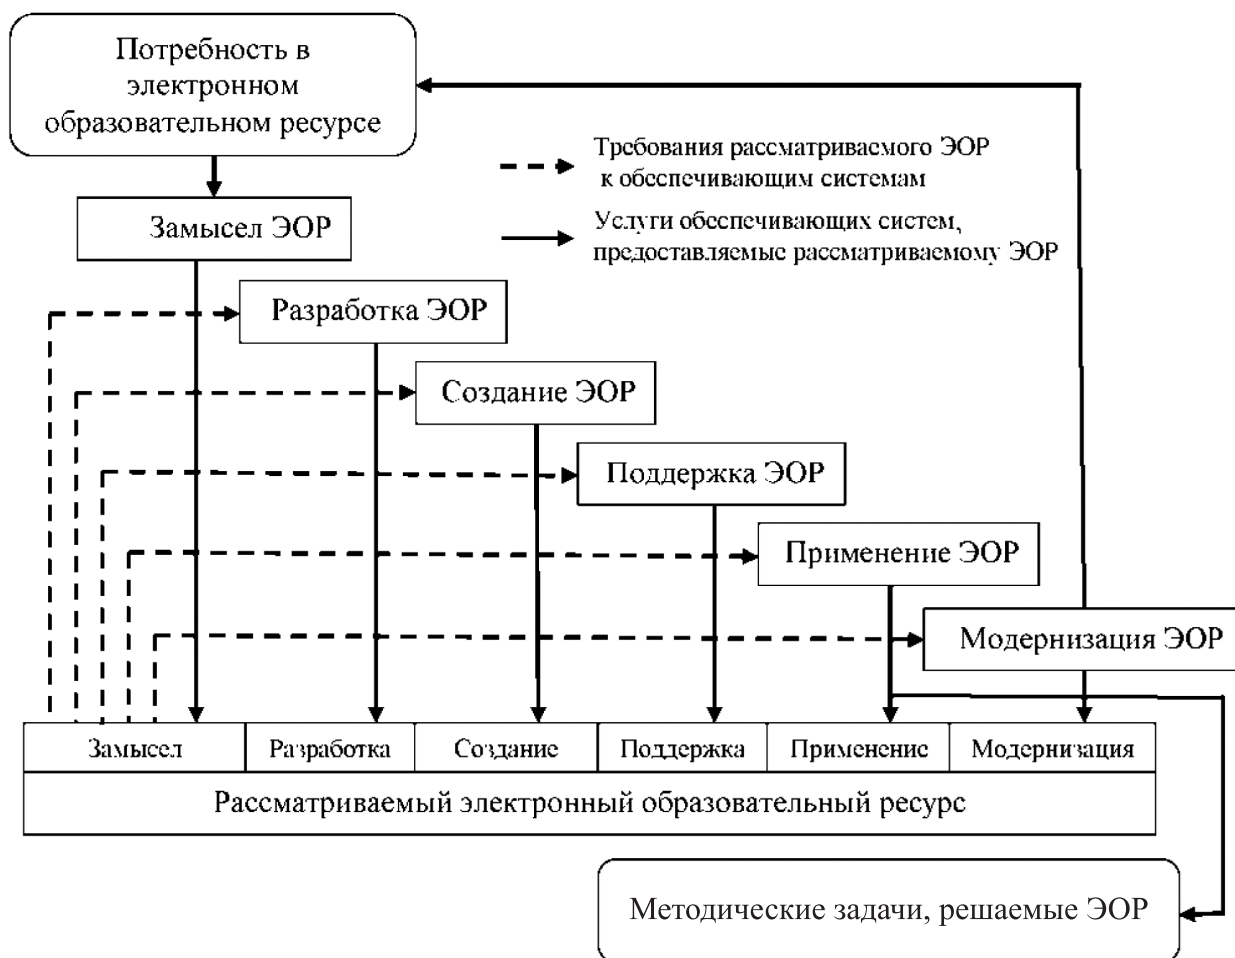 Потребность в
электронном
образовательном ресурсе
Требования рассматриваемого ЭОР
к обеспечивающим системам
Замысел ЭОР
Услуги обеспечивающих систем,
предоставляемые рассматриваемому ЭОР
Разработка ЭОР
Создание ЭОР
Поддержка ЭОР
Применение ЭОР
Модернизация ЭОР
Замысел
Разработка
Создание
Поддержка
Применение
Модернизация
Рассматриваемый электронный образовательный ресурс
Методические задачи, решаемые ЭОР